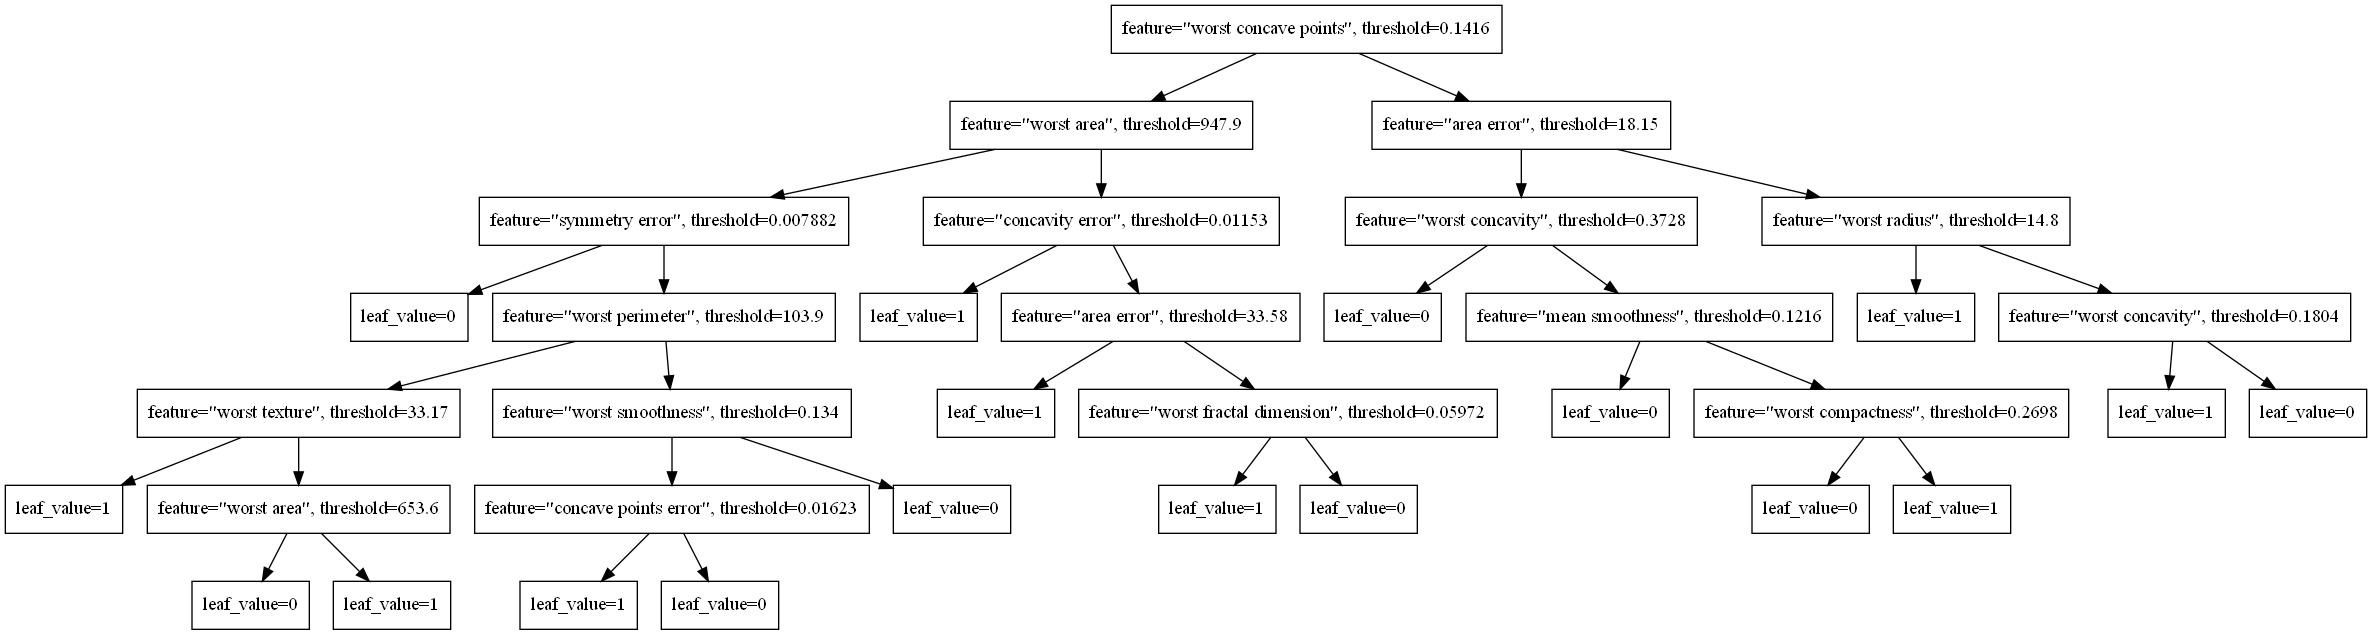 feature="worst concave points", threshold=0.1416
feature="worst area", threshold=947.9
feature="area error", threshold=18.15
feature="symmetry error", threshold=0.007882
feature="concavity error", threshold=0.01153
feature="worst concavity", threshold=0.3728
feature="worst radius", threshold=14.8
leaf_value=0
feature="worst perimeter", threshold=103.9
leaf_value=1
feature="area error", threshold=33.58
leaf_value=0
feature="mean smoothness", threshold=0.1216
leaf_value=1
feature="worst concavity", threshold=0.1804
feature="worst texture", threshold=33.17
feature="worst smoothness", threshold=0.134
leaf_value=1
feature="worst fractal dimension", threshold=0.05972
leaf_value=0
feature="worst compactness", threshold=0.2698
leaf_value=1
leaf_value=0
leaf_value=1
feature="worst area", threshold=653.6
feature="concave points error", threshold=0.01623
leaf_value=0
leaf_value=1
leaf_value=0
leaf_value=0
leaf_value=1
leaf_value=0
leaf_value=1
leaf_value=1
leaf_value=0